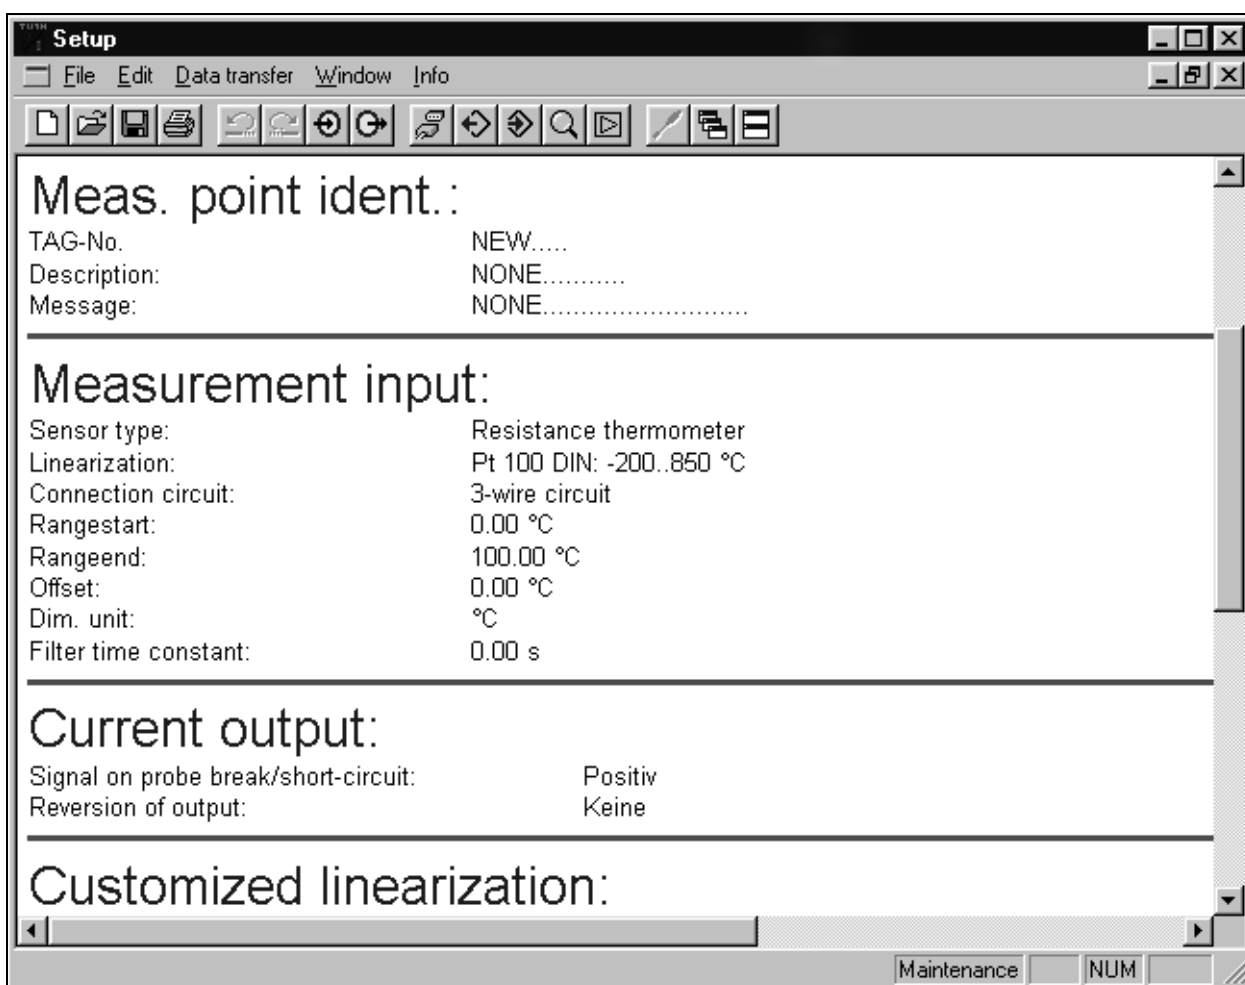 Setup
File Edit Data transfer Window Info
Meas. point ident.:
TAG-No. NEW.....
Description: NONE...........
Message: NONE...........................
Measurement input:
Sensor type: Resistance thermometer
Linearization: Pt 100 DIN: -200..850 °C
Connection circuit: 3-wire circuit
Rangestart: 0.00 °C
Rangeend: 100.00 °C
Offset: 0.00 °C
Dim. unit: °C
Filter time constant: 0.00 s
Current output:
Signal on probe break/short-circuit: Positiv
Reversion of output: Keine
Customized linearization:
Maintenance NUM